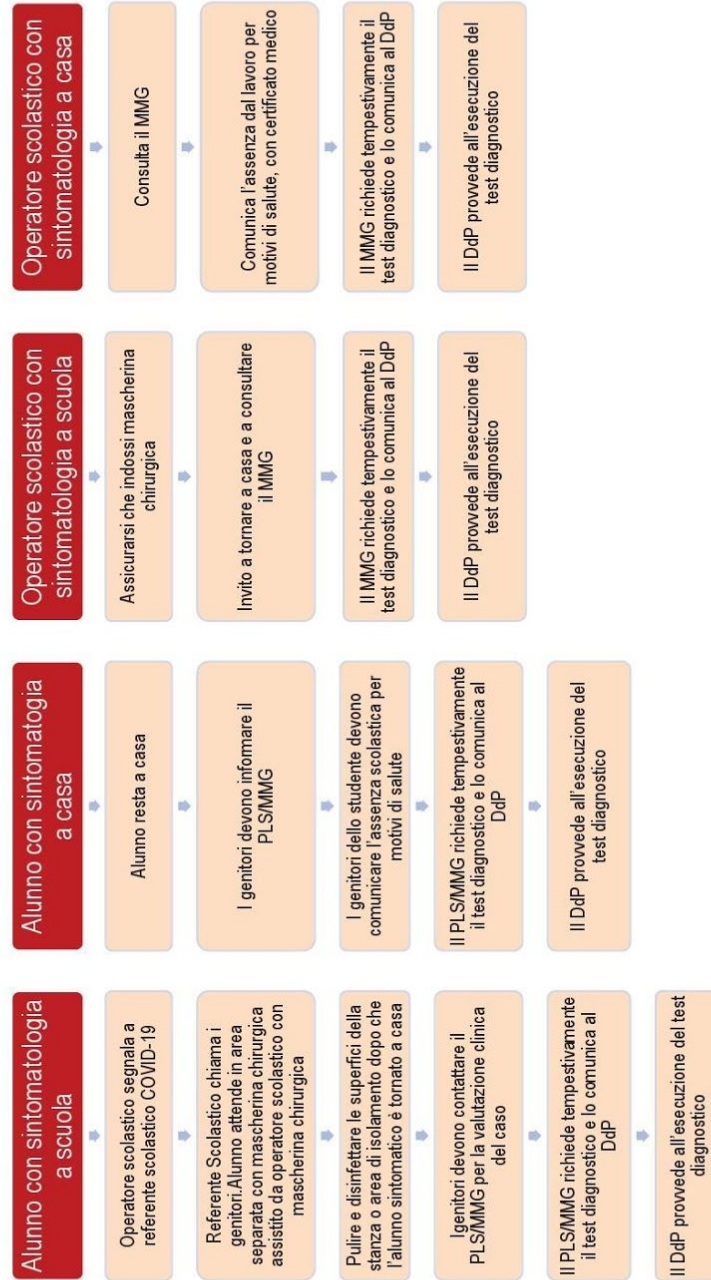 Alunno con sintomatologia
a scuola
Operatore scolastico segnala a
referente scolastico COVID-19
Referente Scolastico chiama i
genitori.Alunno attende in area
separata con mascherina chirurgica
assistito da operatore scolastico con
mascherina chirurgica
Pulire e disinfettare le superfici della
stanza o area di isolamento dopo che
l'alunno sintomatico è tornato a casa
Igenitori devono contattare il
PLS/MMG per la valutazione clinica
del caso
Il PLS/MMG richiede tempestivamente
il test diagnostico e lo comunica al
DdP
Il DdP provvede all'esecuzione del test
diagnostico
Alunno con sintomatogia
a casa
Alunno resta a casa
I genitori devono informare il
PLS/MMG
I genitori dello studente devono
comunicare l'assenza scolastica per
motivi di salute
Il PLS/MMG richiede tempestivamente
il test diagnostico e lo comunica al
DdP
Il DdP provvede all'esecuzione del
test diagnostico
Operatore scolastico con
sintomatologia a scuola
Assicurarsi che indossi mascherina
chirurgica
Invito a tornare a casa e a consultare
il MMG
Il MMG richiede tempestivamente il
test diagnostico e lo comunica al DdP
Il DdP provvede all'esecuzione del
test diagnostico
Operatore scolastico con
sintomatologia a casa
Consulta il MMG
Comunica l'assenza dal lavoro per
motivi di salute, con certificato medico
Il MMG richiede tempestivamente il
test diagnostico e lo comunica al DdP
Il DdP provvede all'esecuzione del
test diagnostico